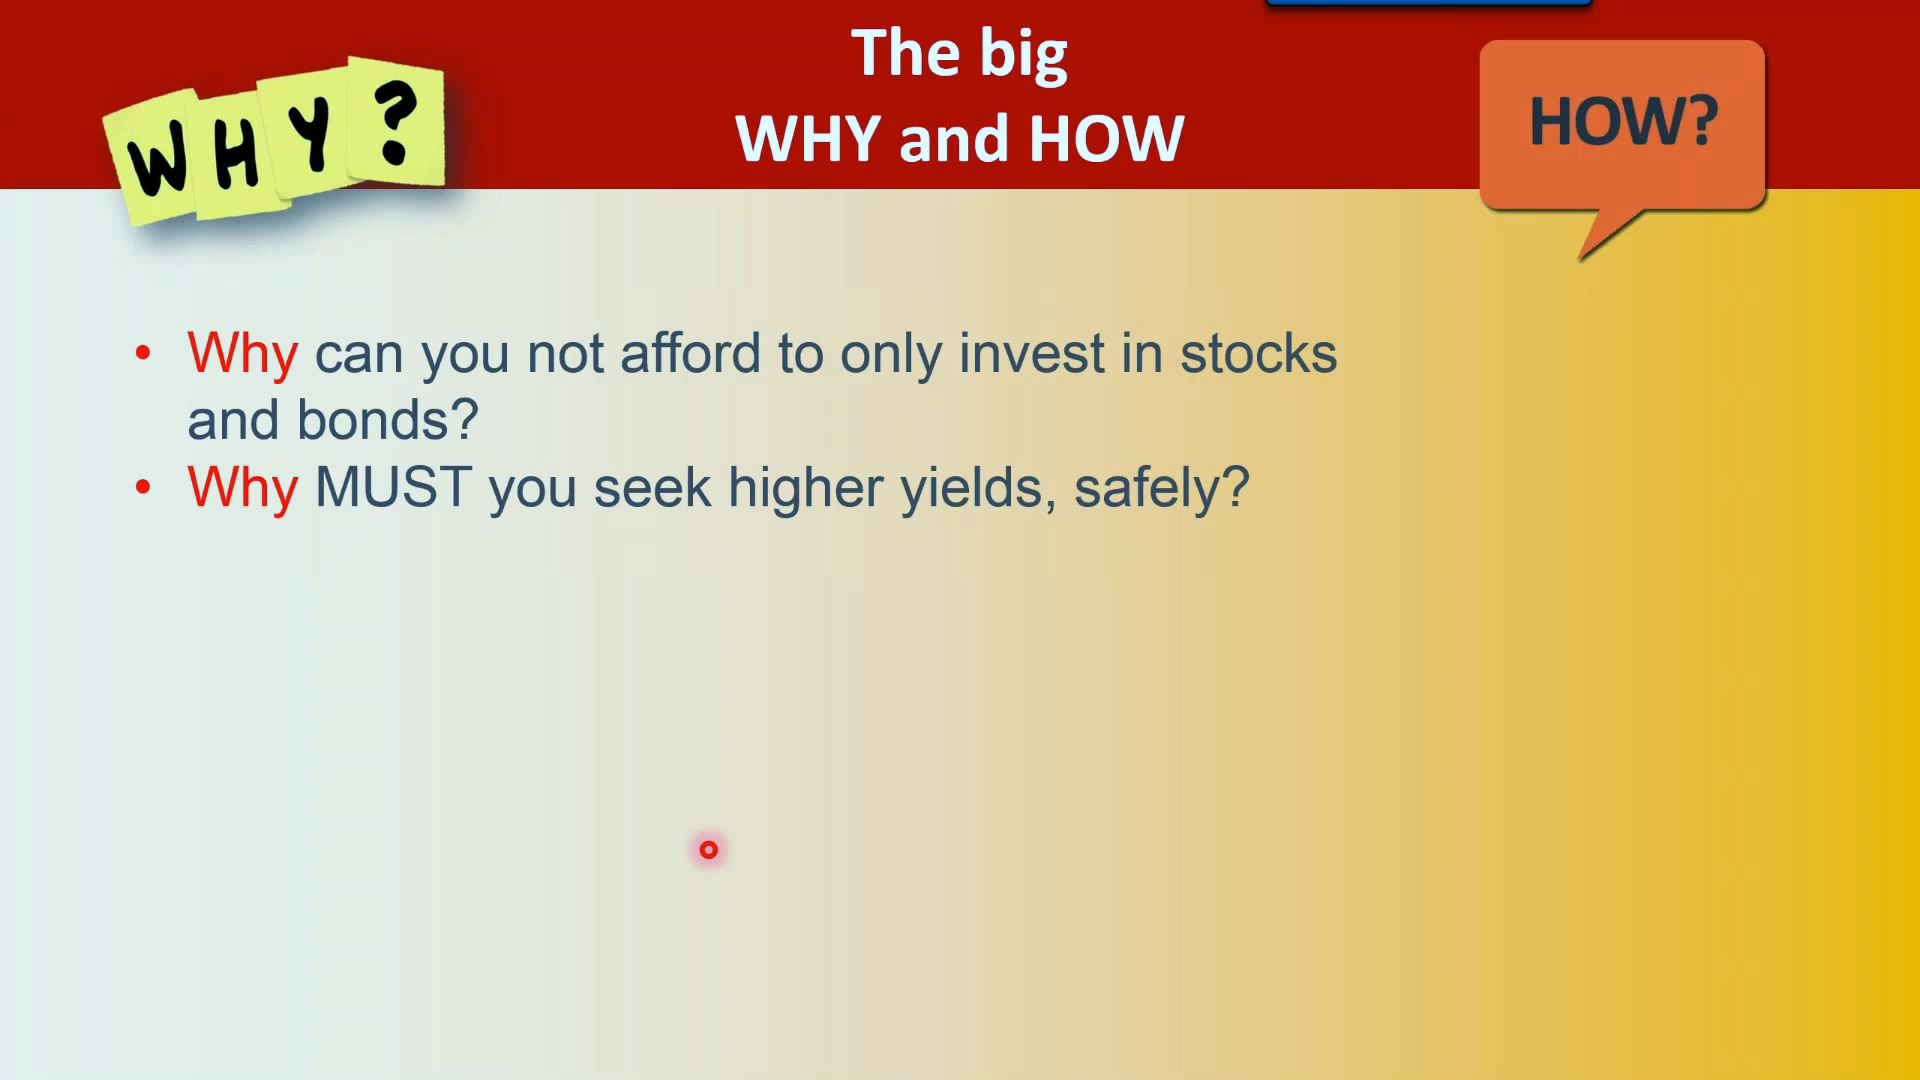 The big
WHY and HOW
WHY?
HOW?
• Why can you not afford to only invest in stocks
and bonds?
• Why MUST you seek higher yields, safely?